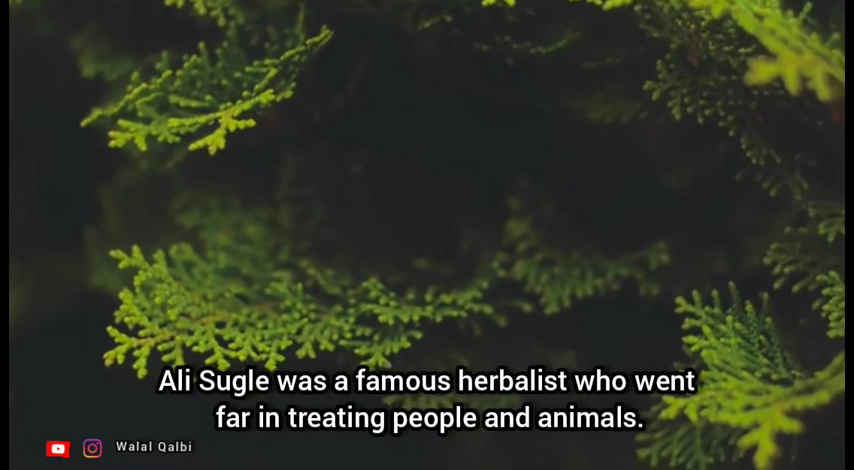 Ali Sugle was a famous herbalist who went
far in treating people and animals.
Walal Qalbi